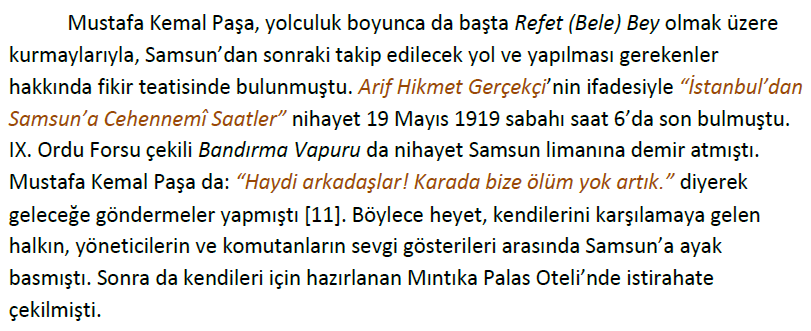 Mustafa Kemal Paşa, yolculuk boyunca da başta Refet (Bele) Bey olmak üzere
kurmaylarıyla, Samsun’dan sonraki takip edilecek yol ve yapılması gerekenler
hakkında fikir teatisinde bulunmuştu. Arif Hikmet Gerçekçi’nin ifadesiyle “İstanbul’dan
Samsun’a Cehennemî Saatler” nihayet 19 Mayıs 1919 sabahı saat 6’da son bulmuştu.
IX. Ordu Forsu çekili Bandırma Vapuru da nihayet Samsun limanına demir atmıştı.
Mustafa Kemal Paşa da: “Haydi arkadaşlar! Karada bize ölüm yok artık.” diyerek
geleceğe göndermeler yapmıştı [11]. Böylece heyet, kendilerini karşılamaya gelen
halkın, yöneticilerin ve komutanların sevgi gösterileri arasında Samsun’a ayak
basmıştı. Sonra da kendileri için hazırlanan Mıntıka Palas Oteli’nde istirahate
çekilmişti.